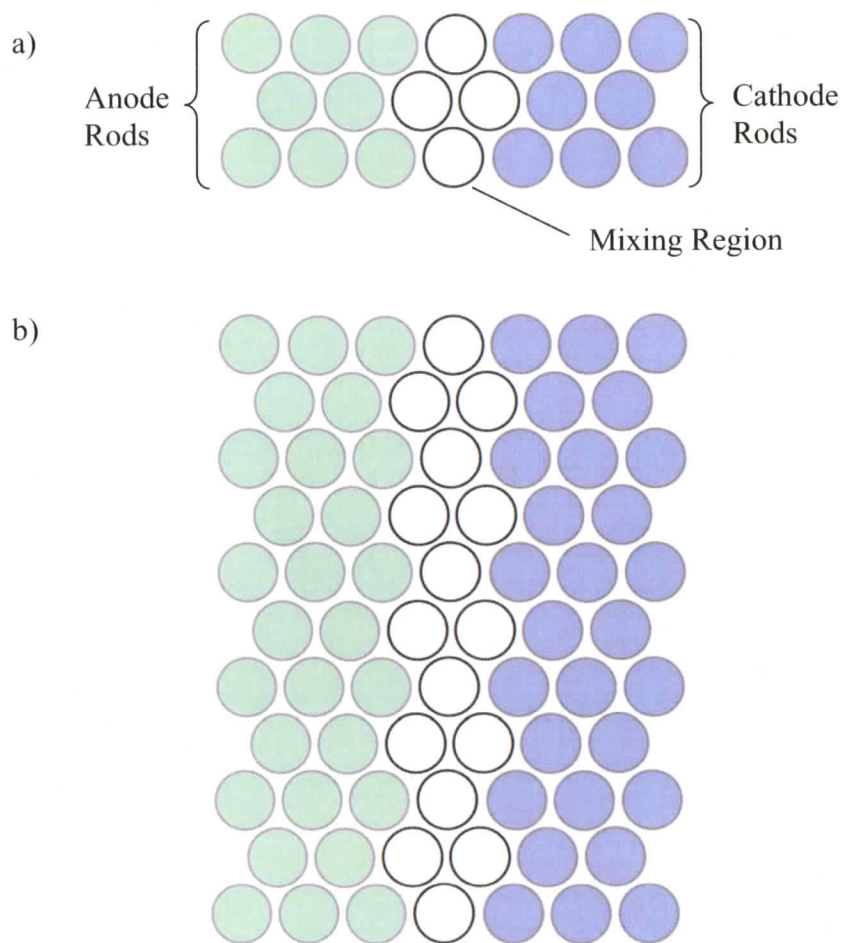 a)
Anode
Rods
Cathode
Rods
Mixing Region
b)